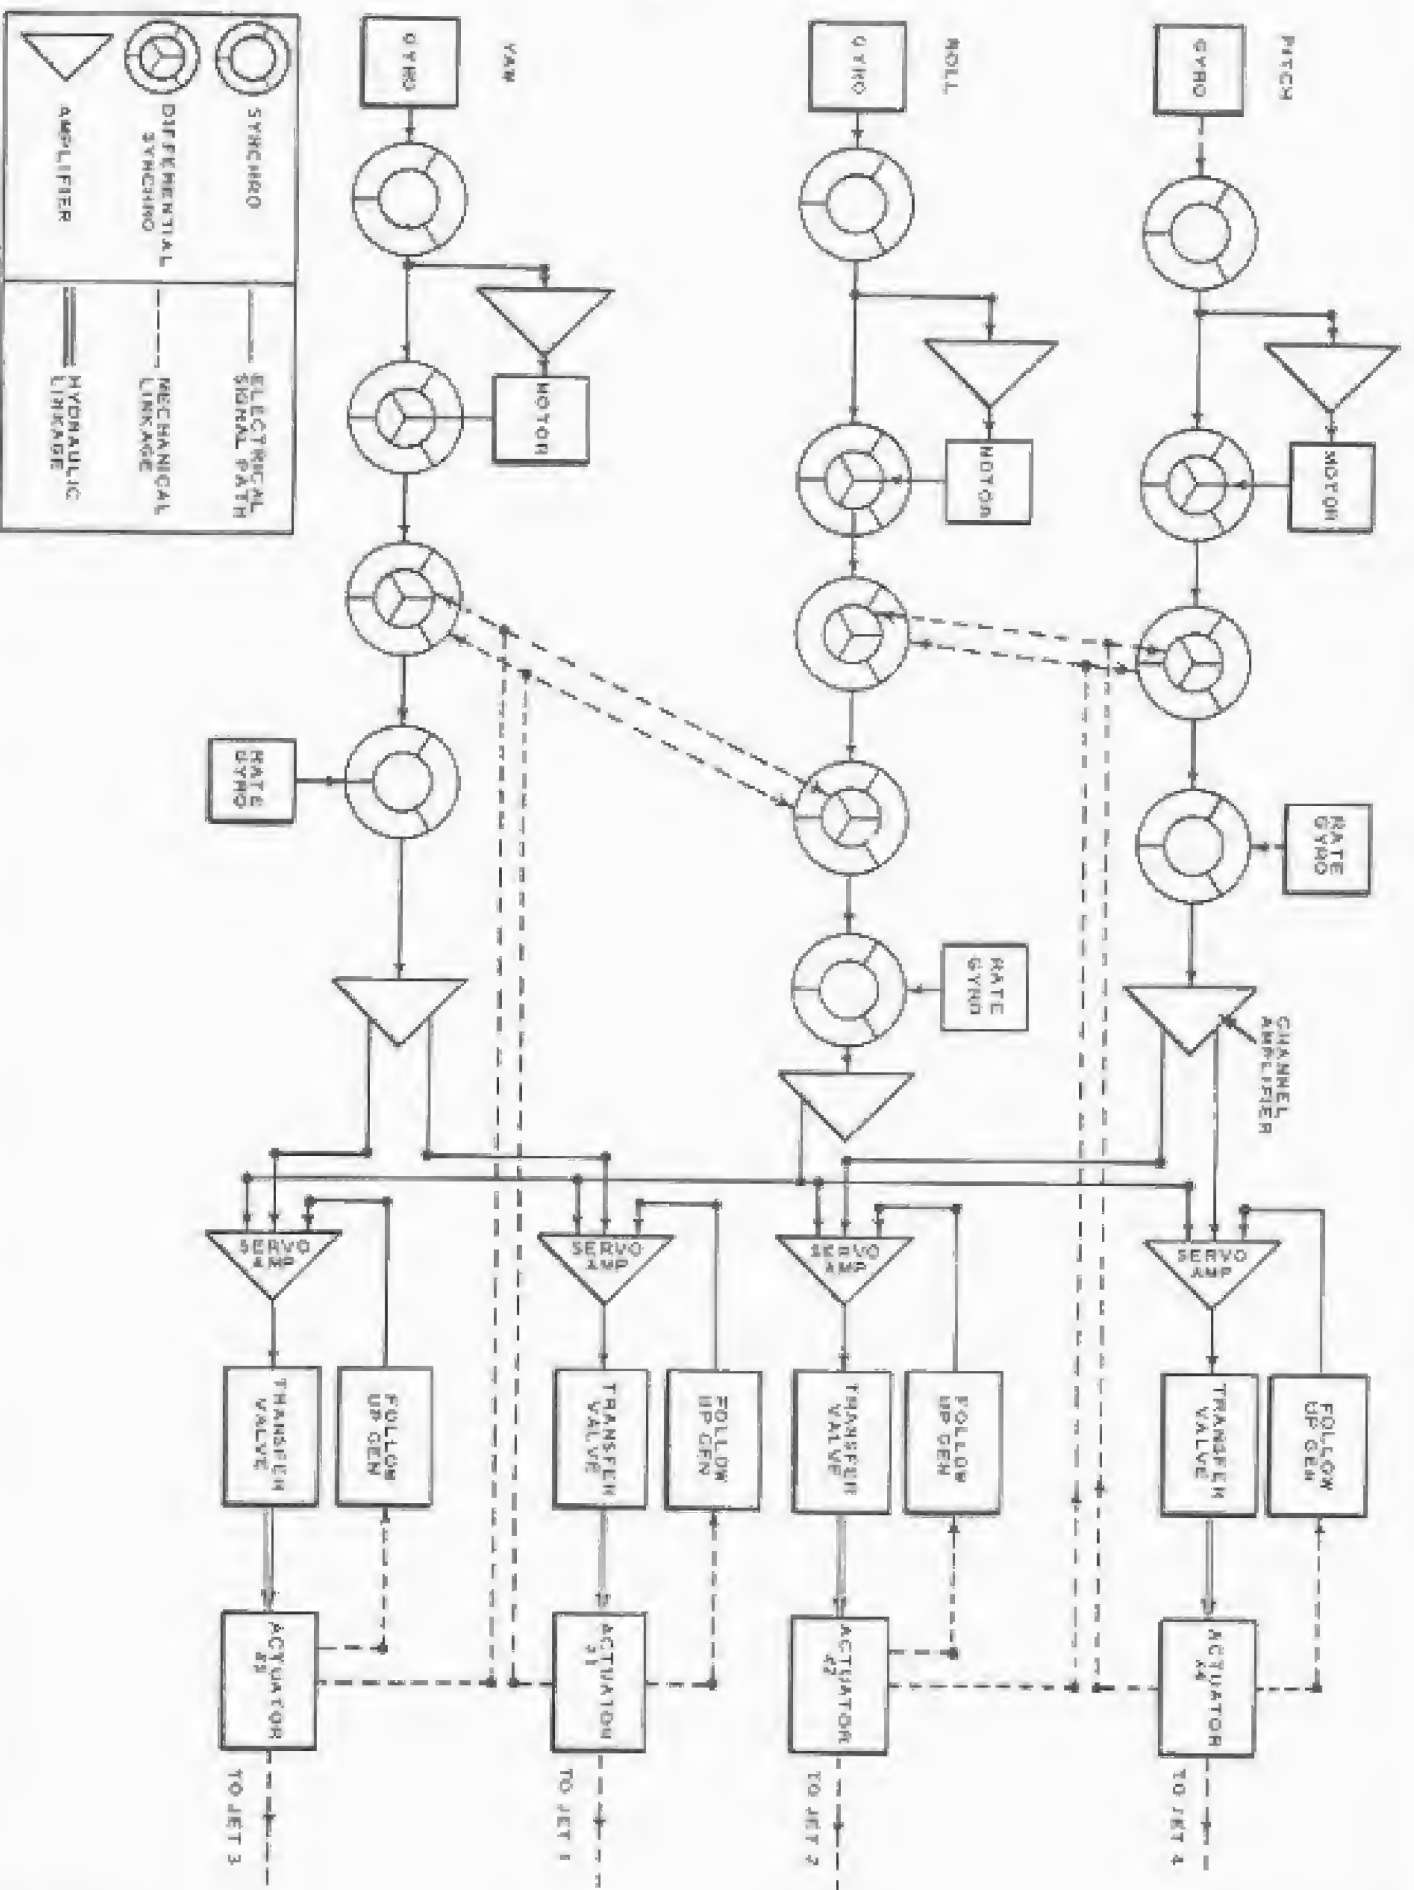 PITCH
GYRO
MOTOR
RATE
GYRO
CHANNEL
AMPLIFIER
SERVO
AMP
FOLLOW
UP GEN
TRANSFER
VALVE
ACTUATOR
#4
TO JET 4
ROLL
GYRO
MOTOR
RATE
GYRO
SERVO
AMP
FOLLOW
UP GEN
TRANSFER
VALVE
ACTUATOR
#2
TO JET 2
YAW
GYRO
MOTOR
RATE
GYRO
SERVO
AMP
FOLLOW
UP GEN
TRANSFER
VALVE
ACTUATOR
#1
TO JET 1
SERVO
AMP
FOLLOW
UP GEN
TRANSFER
VALVE
ACTUATOR
#3
TO JET 3
SYNCHRO
DIFFERENTIAL
SYNCHRO
AMPLIFIER
ELECTRICAL
SIGNAL PATH
MECHANICAL
LINKAGE
HYDRAULIC
LINKAGE